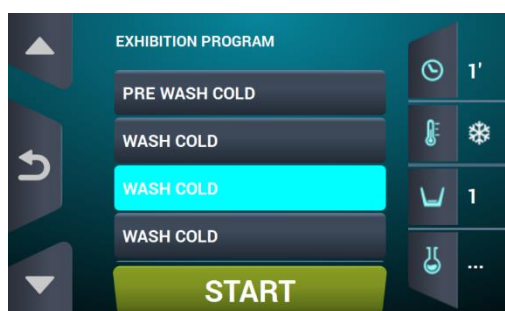 EXHIBITION PROGRAM
PRE WASH COLD
WASH COLD
WASH COLD
WASH COLD
START
1'
1
...